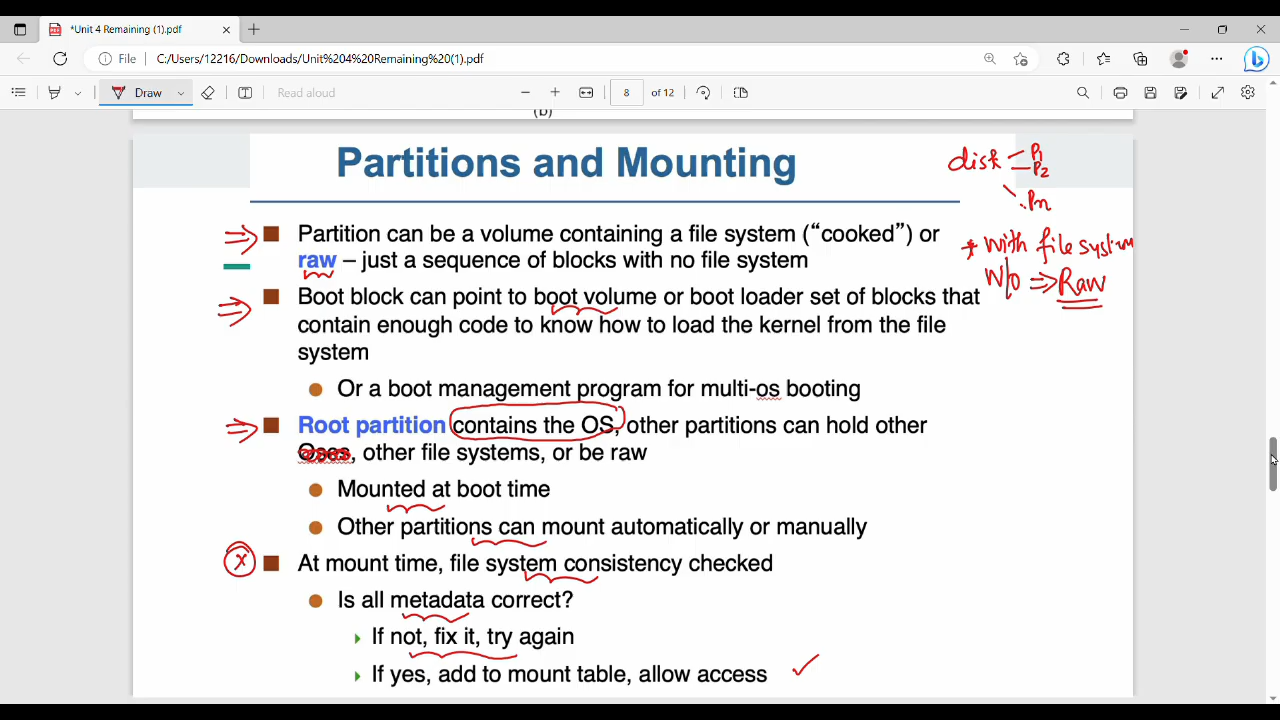 *Unit 4 Remaining (1).pdf
File C:/Users/12216/Downloads/Unit%204%20Remaining%20(1).pdf
Draw Read aloud 8 of 12
(b)
Partitions and Mounting
disk P1
P2
Pn
Partition can be a volume containing a file system (“cooked”) or
raw – just a sequence of blocks with no file system
* with file system
W/o ⇒ Raw
Boot block can point to boot volume or boot loader set of blocks that
contain enough code to know how to load the kernel from the file
system
Or a boot management program for multi-os booting
Root partition contains the OS, other partitions can hold other
Oses, other file systems, or be raw
Mounted at boot time
Other partitions can mount automatically or manually
x At mount time, file system consistency checked
Is all metadata correct?
If not, fix it, try again
If yes, add to mount table, allow access